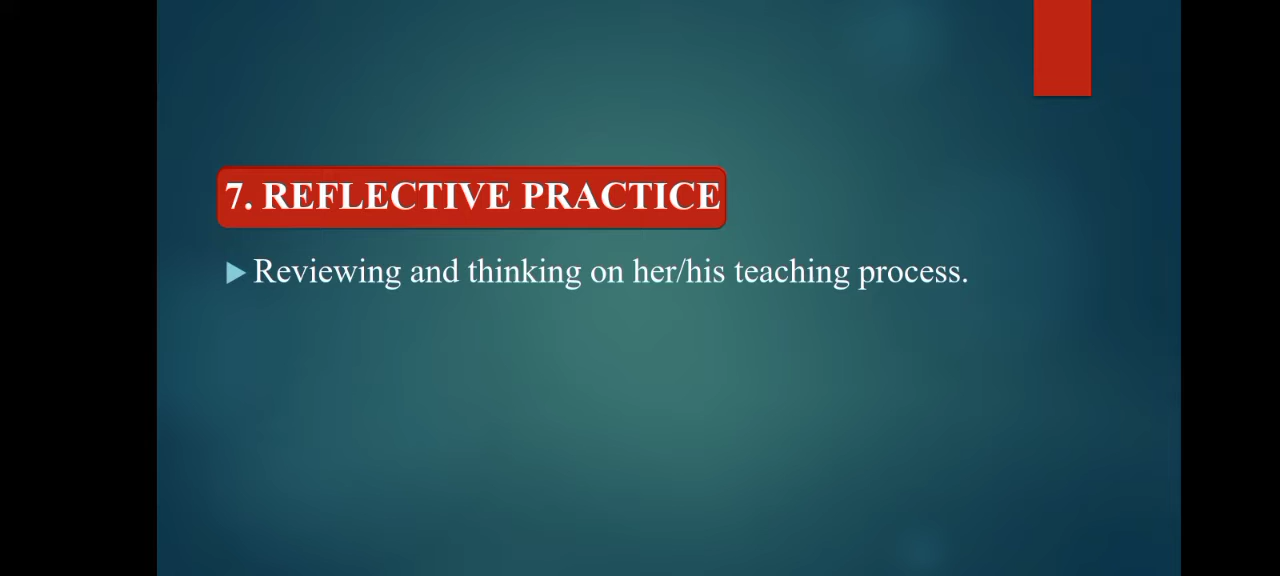 7. REFLECTIVE PRACTICE
Reviewing and thinking on her/his teaching process.